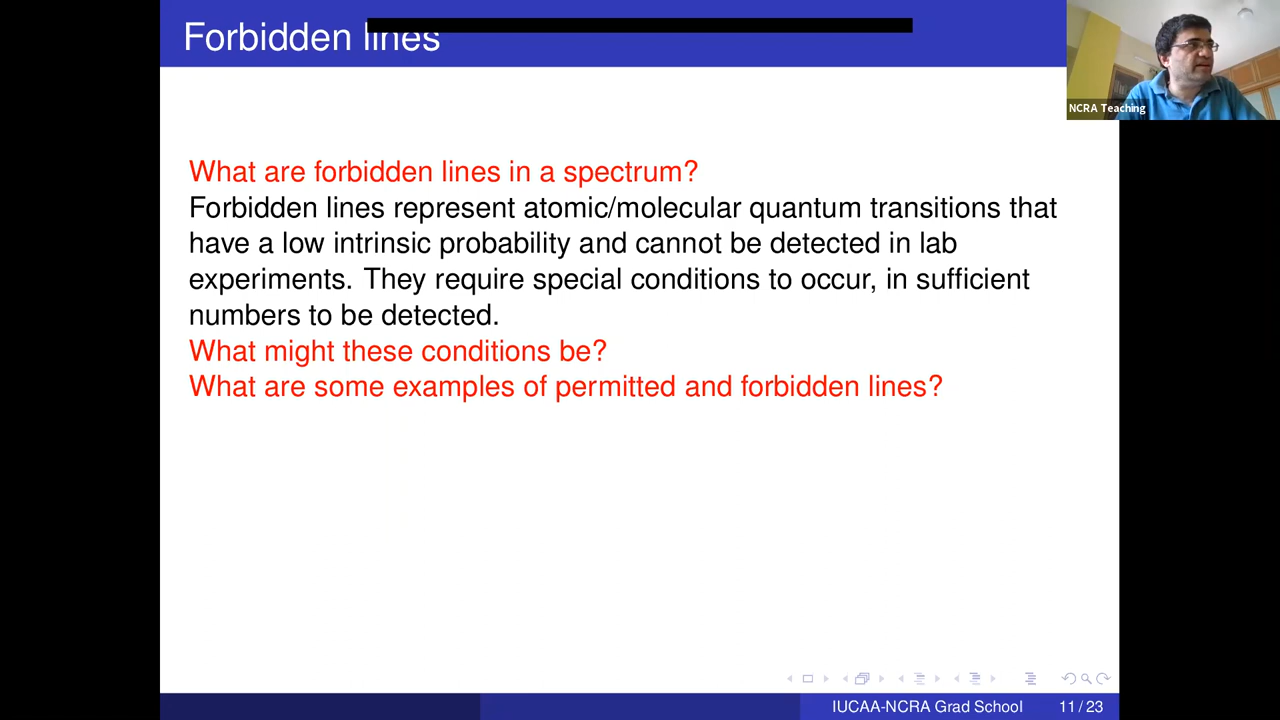 Forbidden lines
NCRA Teaching
What are forbidden lines in a spectrum?
Forbidden lines represent atomic/molecular quantum transitions that
have a low intrinsic probability and cannot be detected in lab
experiments. They require special conditions to occur, in sufficient
numbers to be detected.
What might these conditions be?
What are some examples of permitted and forbidden lines?
IUCAA-NCRA Grad School
11/23